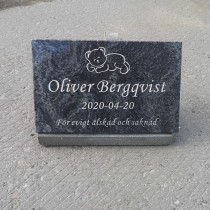 Oliver Bergqvist
2020-04-20
För evigt älskad och saknad